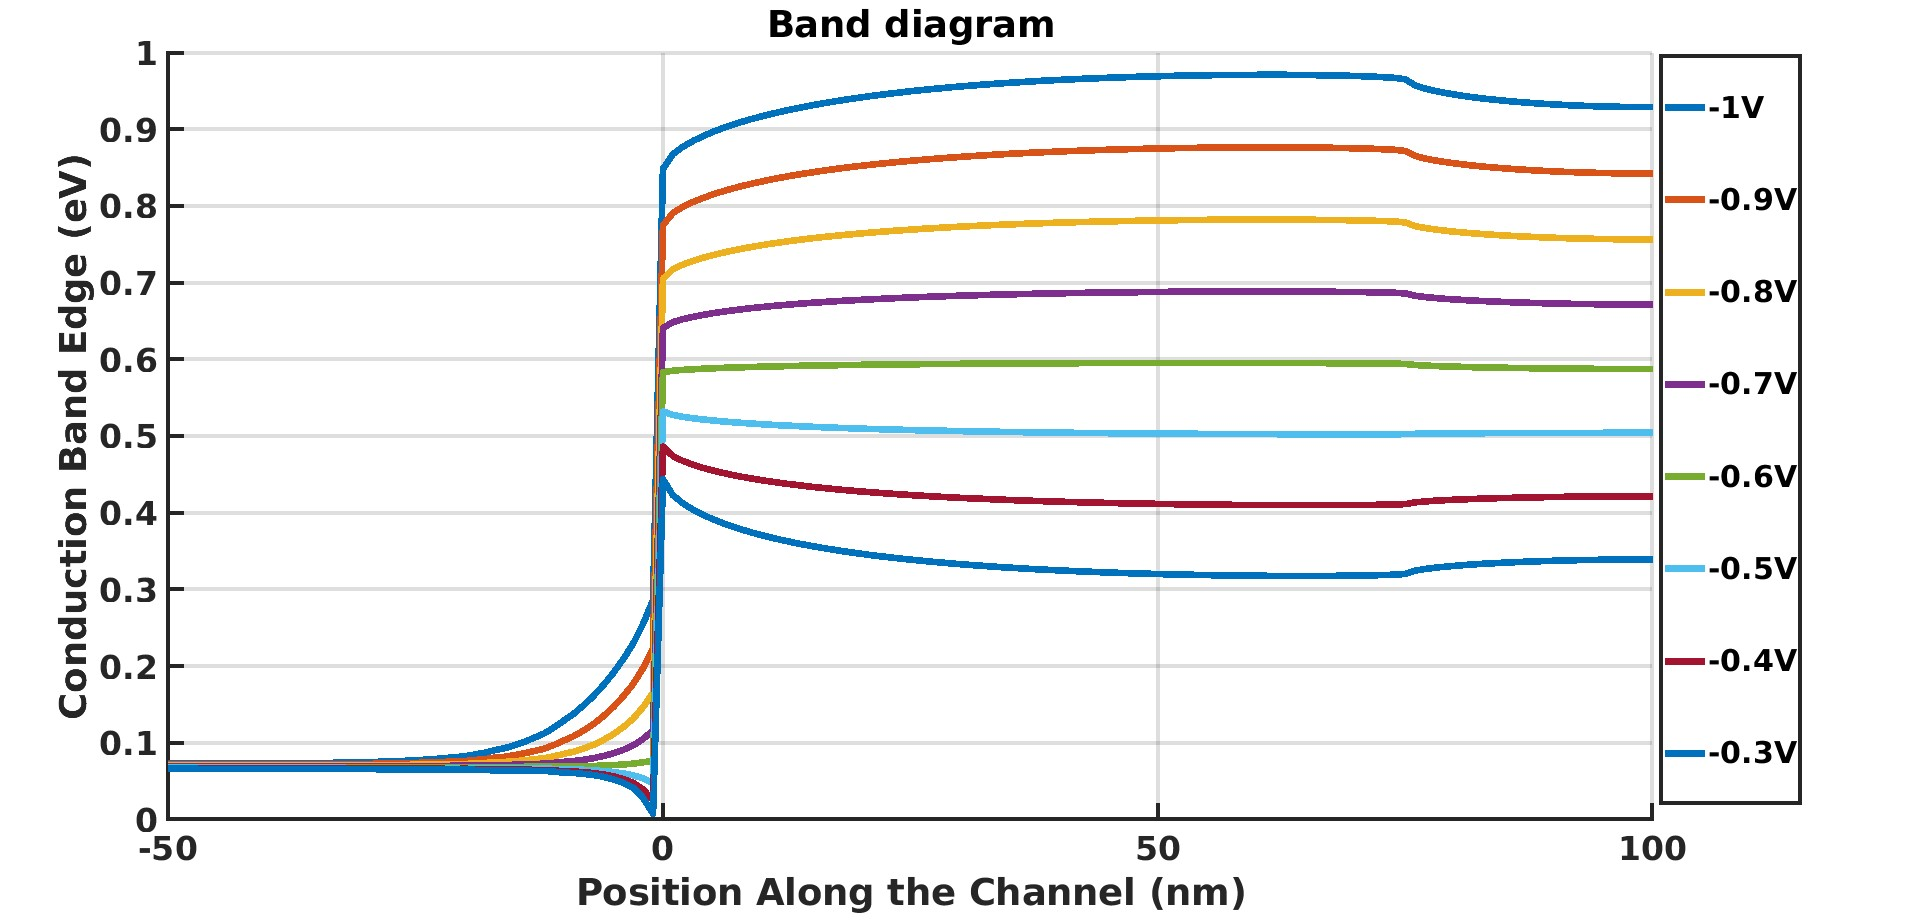 Band diagram
Conduction Band Edge (eV)
1
0.9
0.8
0.7
0.6
0.5
0.4
0.3
0.2
0.1
0
-50
0
50
100
Position Along the Channel (nm)
-1V
-0.9V
-0.8V
-0.7V
-0.6V
-0.5V
-0.4V
-0.3V